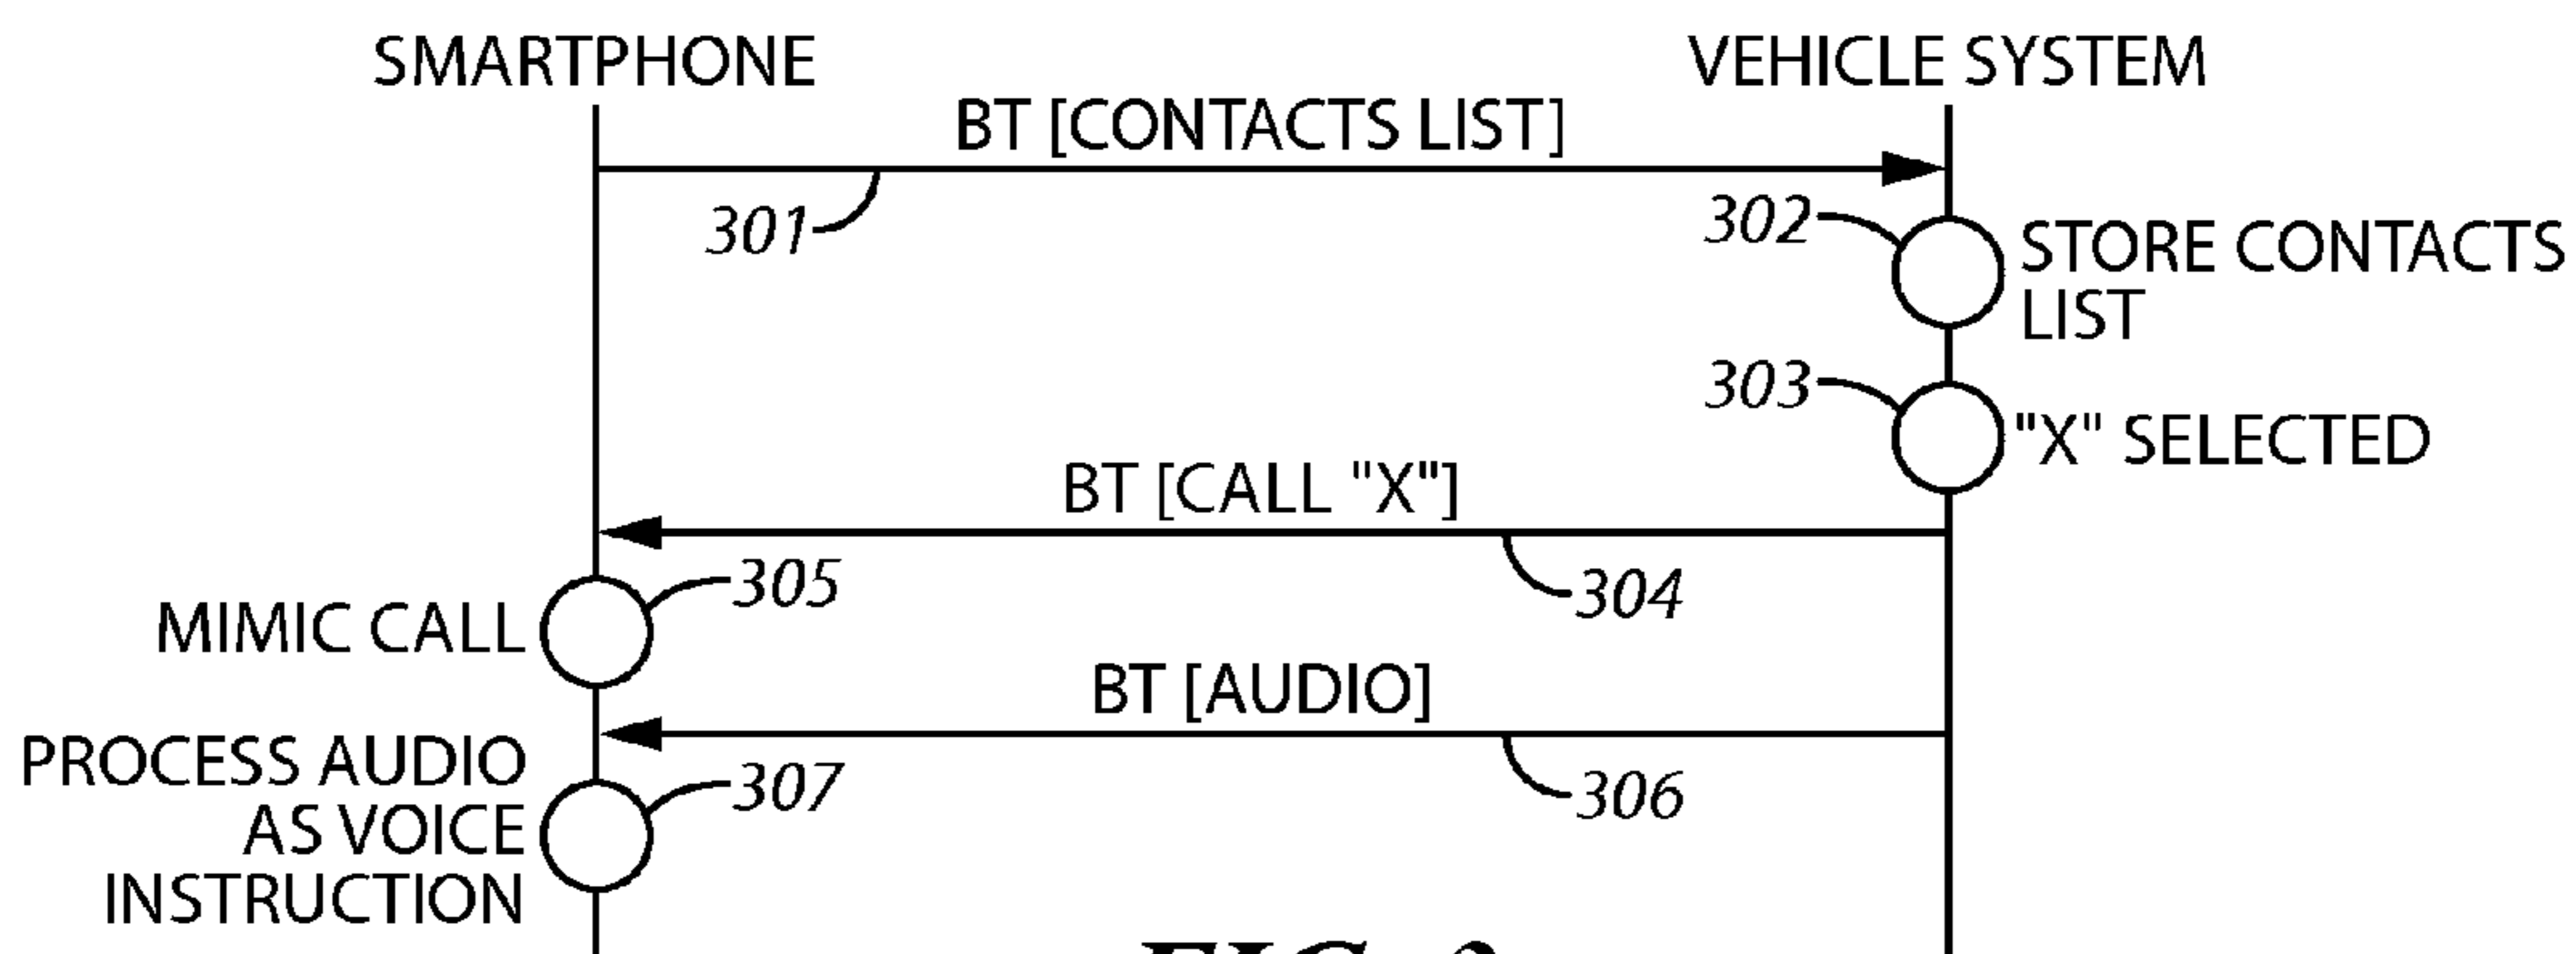 SMARTPHONE
VEHICLE SYSTEM
BT [CONTACTS LIST]
301
302
STORE CONTACTS
LIST
303
"X" SELECTED
BT [CALL "X"]
305
304
MIMIC CALL
BT [AUDIO]
PROCESS AUDIO
AS VOICE
INSTRUCTION
307
306